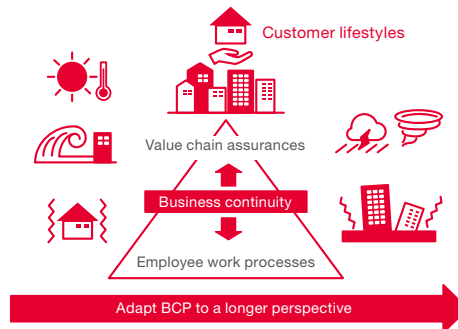 Customer lifestyles
Value chain assurances
Business continuity
Employee work processes
Adapt BCP to a longer perspective